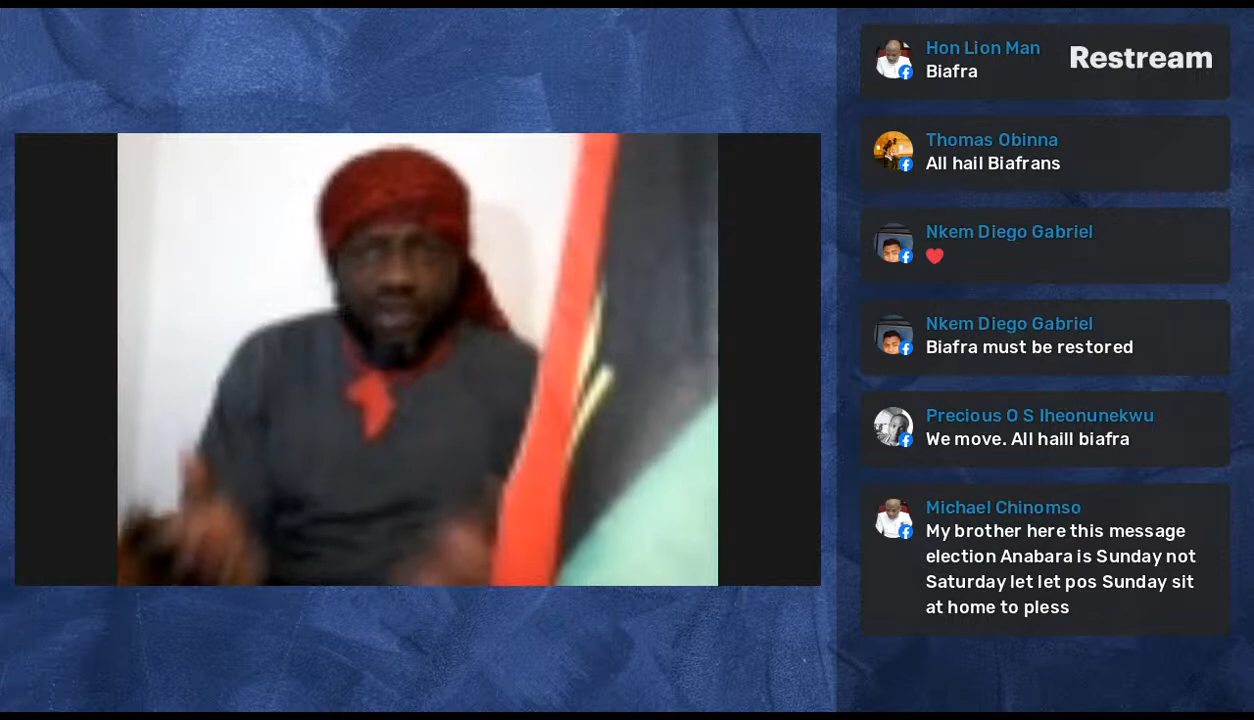 Restream
Hon Lion Man
Biafra
Thomas Obinna
All hail Biafrans
Nkem Diego Gabriel
❤️
Nkem Diego Gabriel
Biafra must be restored
Precious O S Iheonunekwu
We move. All haill biafra
Michael Chinomso
My brother here this message
election Anabara is Sunday not
Saturday let let pos Sunday sit
at home to pless